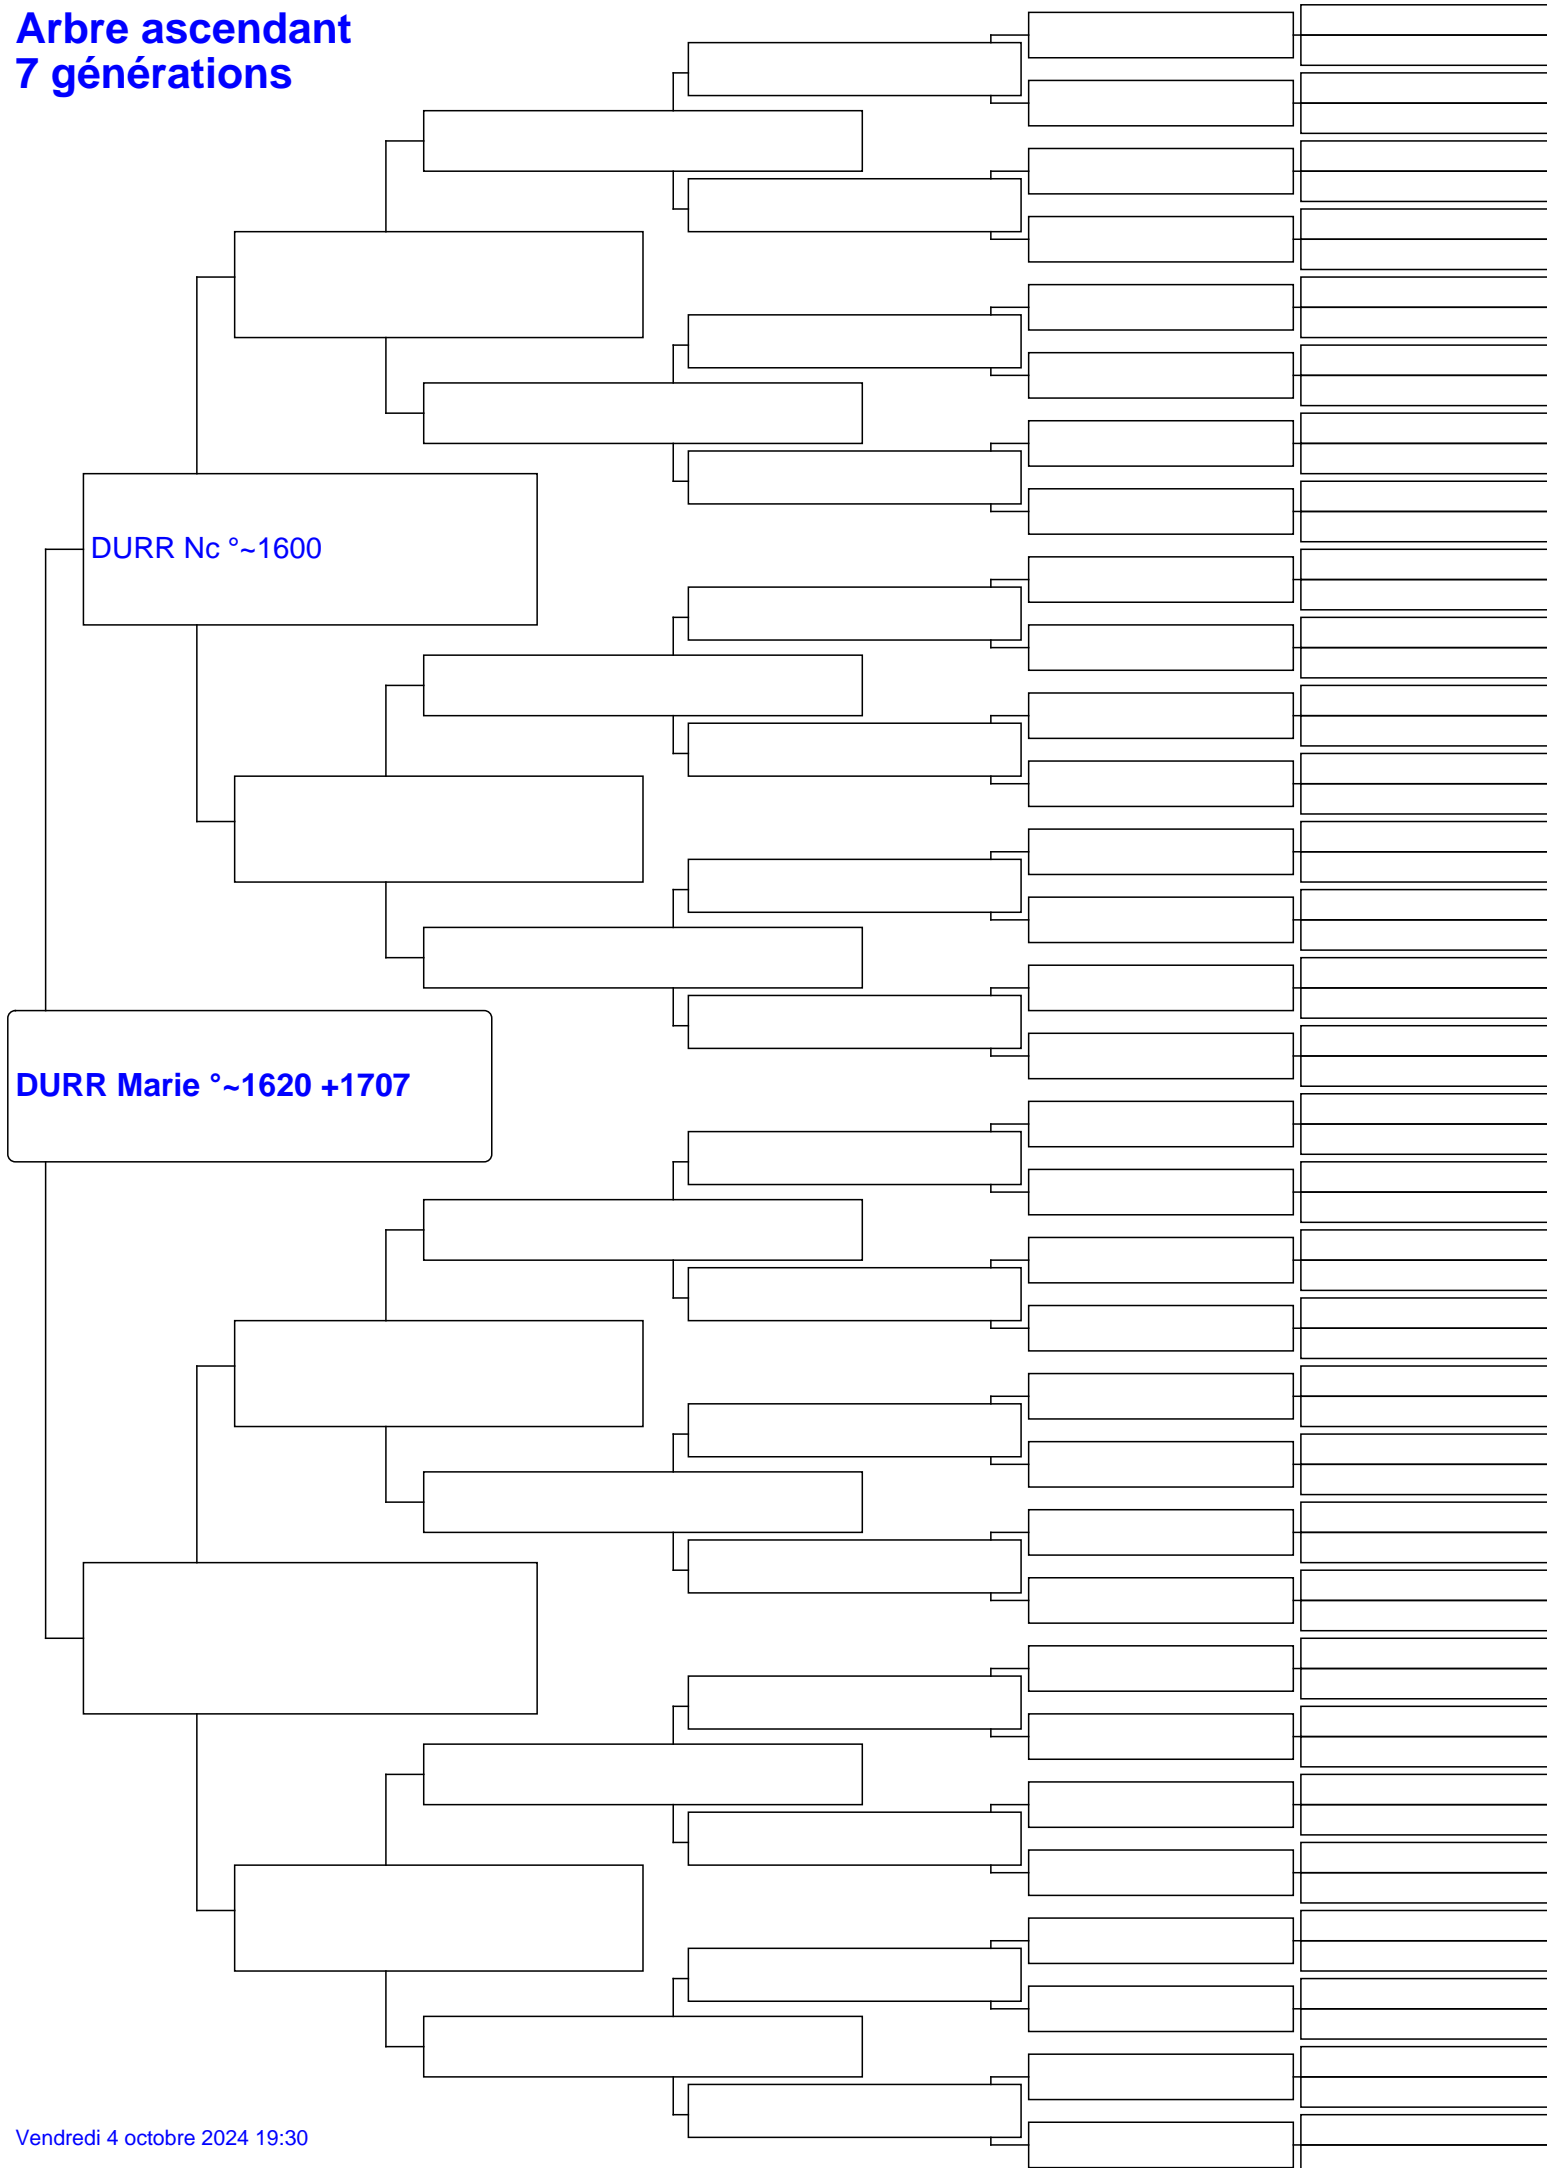 Arbre ascendant
7 générations
DURR Nc °~1600
DURR Marie °~1620 +1707
Vendredi 4 octobre 2024 19:30